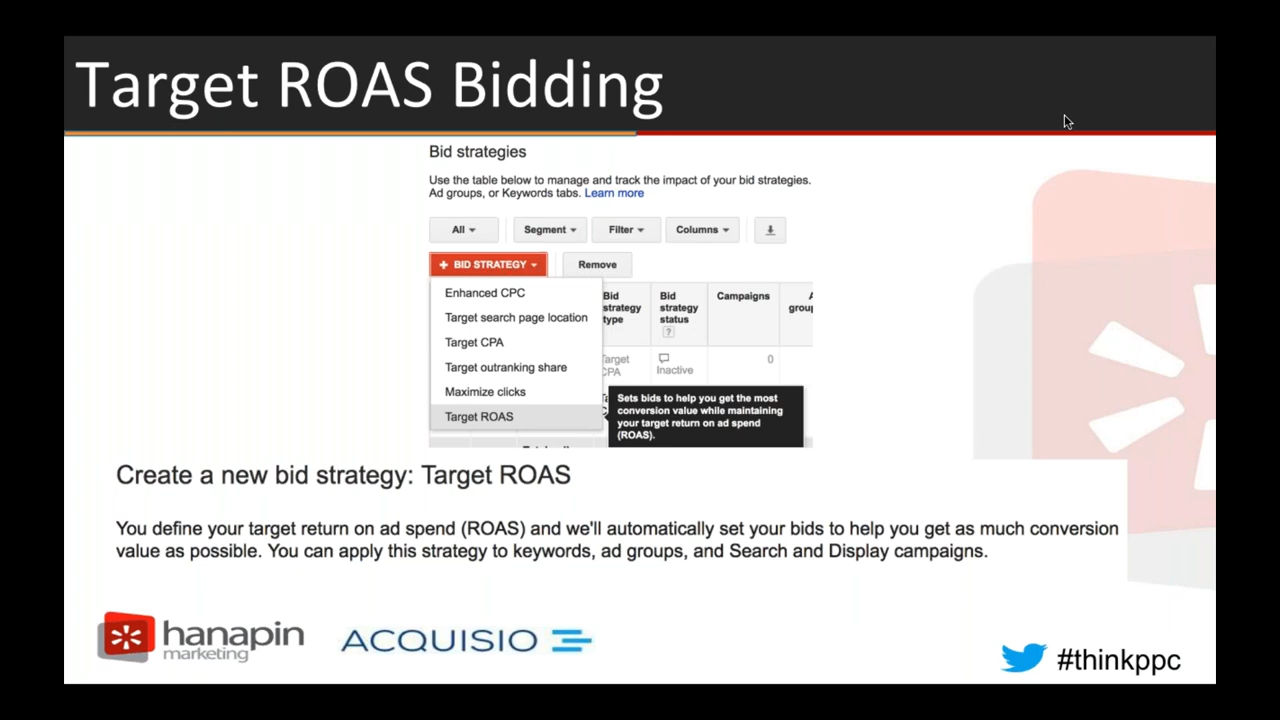 Target ROAS Bidding
Bid strategies
Use the table below to manage and track the impact of your bid strategies.
Ad groups, or Keywords tabs. Learn more
All Segment Filter Columns
+ BID STRATEGY Remove
Enhanced CPC
Target search page location
Target CPA
Target outranking share
Maximize clicks
Target ROAS
Bid
strategy
type
Bid
strategy
status
?
Campaigns
Target
CPA
Inactive
0
Sets bids to help you get the most
conversion value while maintaining
your target return on ad spend
(ROAS).
Create a new bid strategy: Target ROAS
You define your target return on ad spend (ROAS) and we'll automatically set your bids to help you get as much conversion
value as possible. You can apply this strategy to keywords, ad groups, and Search and Display campaigns.
hanapin
marketing
ACQUISIO
#thinkppc